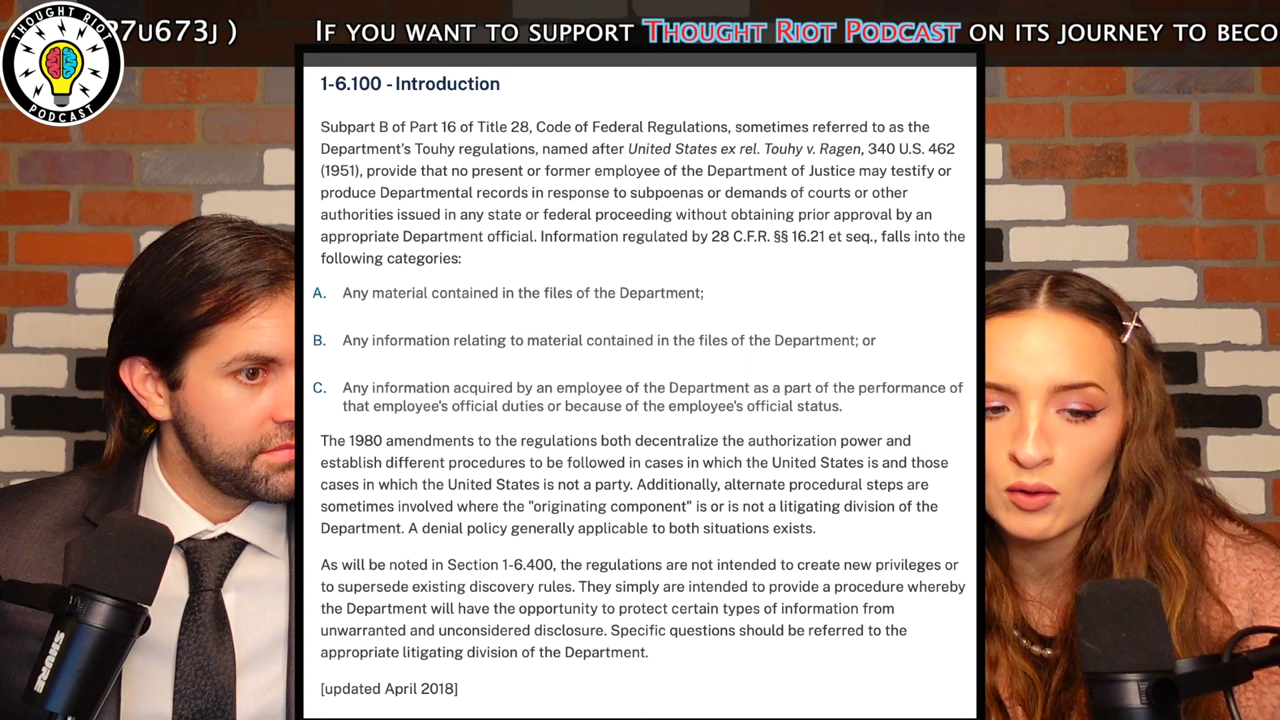 THOUGHT RIOT
PODCAST
27U673J )
IF YOU WANT TO SUPPORT THOUGHT RIOT PODCAST ON ITS JOURNEY TO BECO
1-6.100 - Introduction
Subpart B of Part 16 of Title 28, Code of Federal Regulations, sometimes referred to as the
Department's Touhy regulations, named after United States ex rel. Touhy v. Ragen, 340 U.S. 462
(1951), provide that no present or former employee of the Department of Justice may testify or
produce Departmental records in response to subpoenas or demands of courts or other
authorities issued in any state or federal proceeding without obtaining prior approval by an
appropriate Department official. Information regulated by 28 C.F.R. §§ 16.21 et seq., falls into the
following categories:
A. Any material contained in the files of the Department;
B. Any information relating to material contained in the files of the Department; or
C. Any information acquired by an employee of the Department as a part of the performance of
that employee's official duties or because of the employee's official status.
The 1980 amendments to the regulations both decentralize the authorization power and
establish different procedures to be followed in cases in which the United States is and those
cases in which the United States is not a party. Additionally, alternate procedural steps are
sometimes involved where the "originating component" is or is not a litigating division of the
Department. A denial policy generally applicable to both situations exists.
As will be noted in Section 1-6.400, the regulations are not intended to create new privileges or
to supersede existing discovery rules. They simply are intended to provide a procedure whereby
the Department will have the opportunity to protect certain types of information from
unwarranted and unconsidered disclosure. Specific questions should be referred to the
appropriate litigating division of the Department.
[updated April 2018]
SHURE